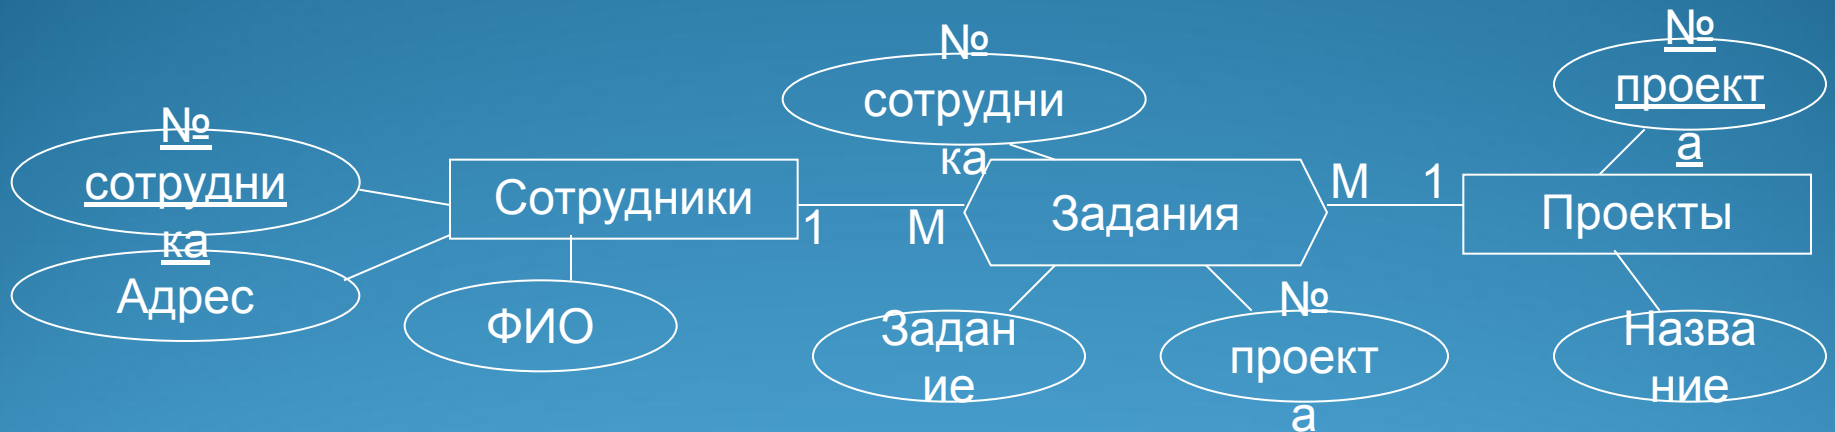 №
сотрудни
ка
Адрес
ФИО
Сотрудники
1
М
№
сотрудни
ка
Задания
Задан
ие
№
проект
а
М
1
№
проект
а
Проекты
Назва
ние